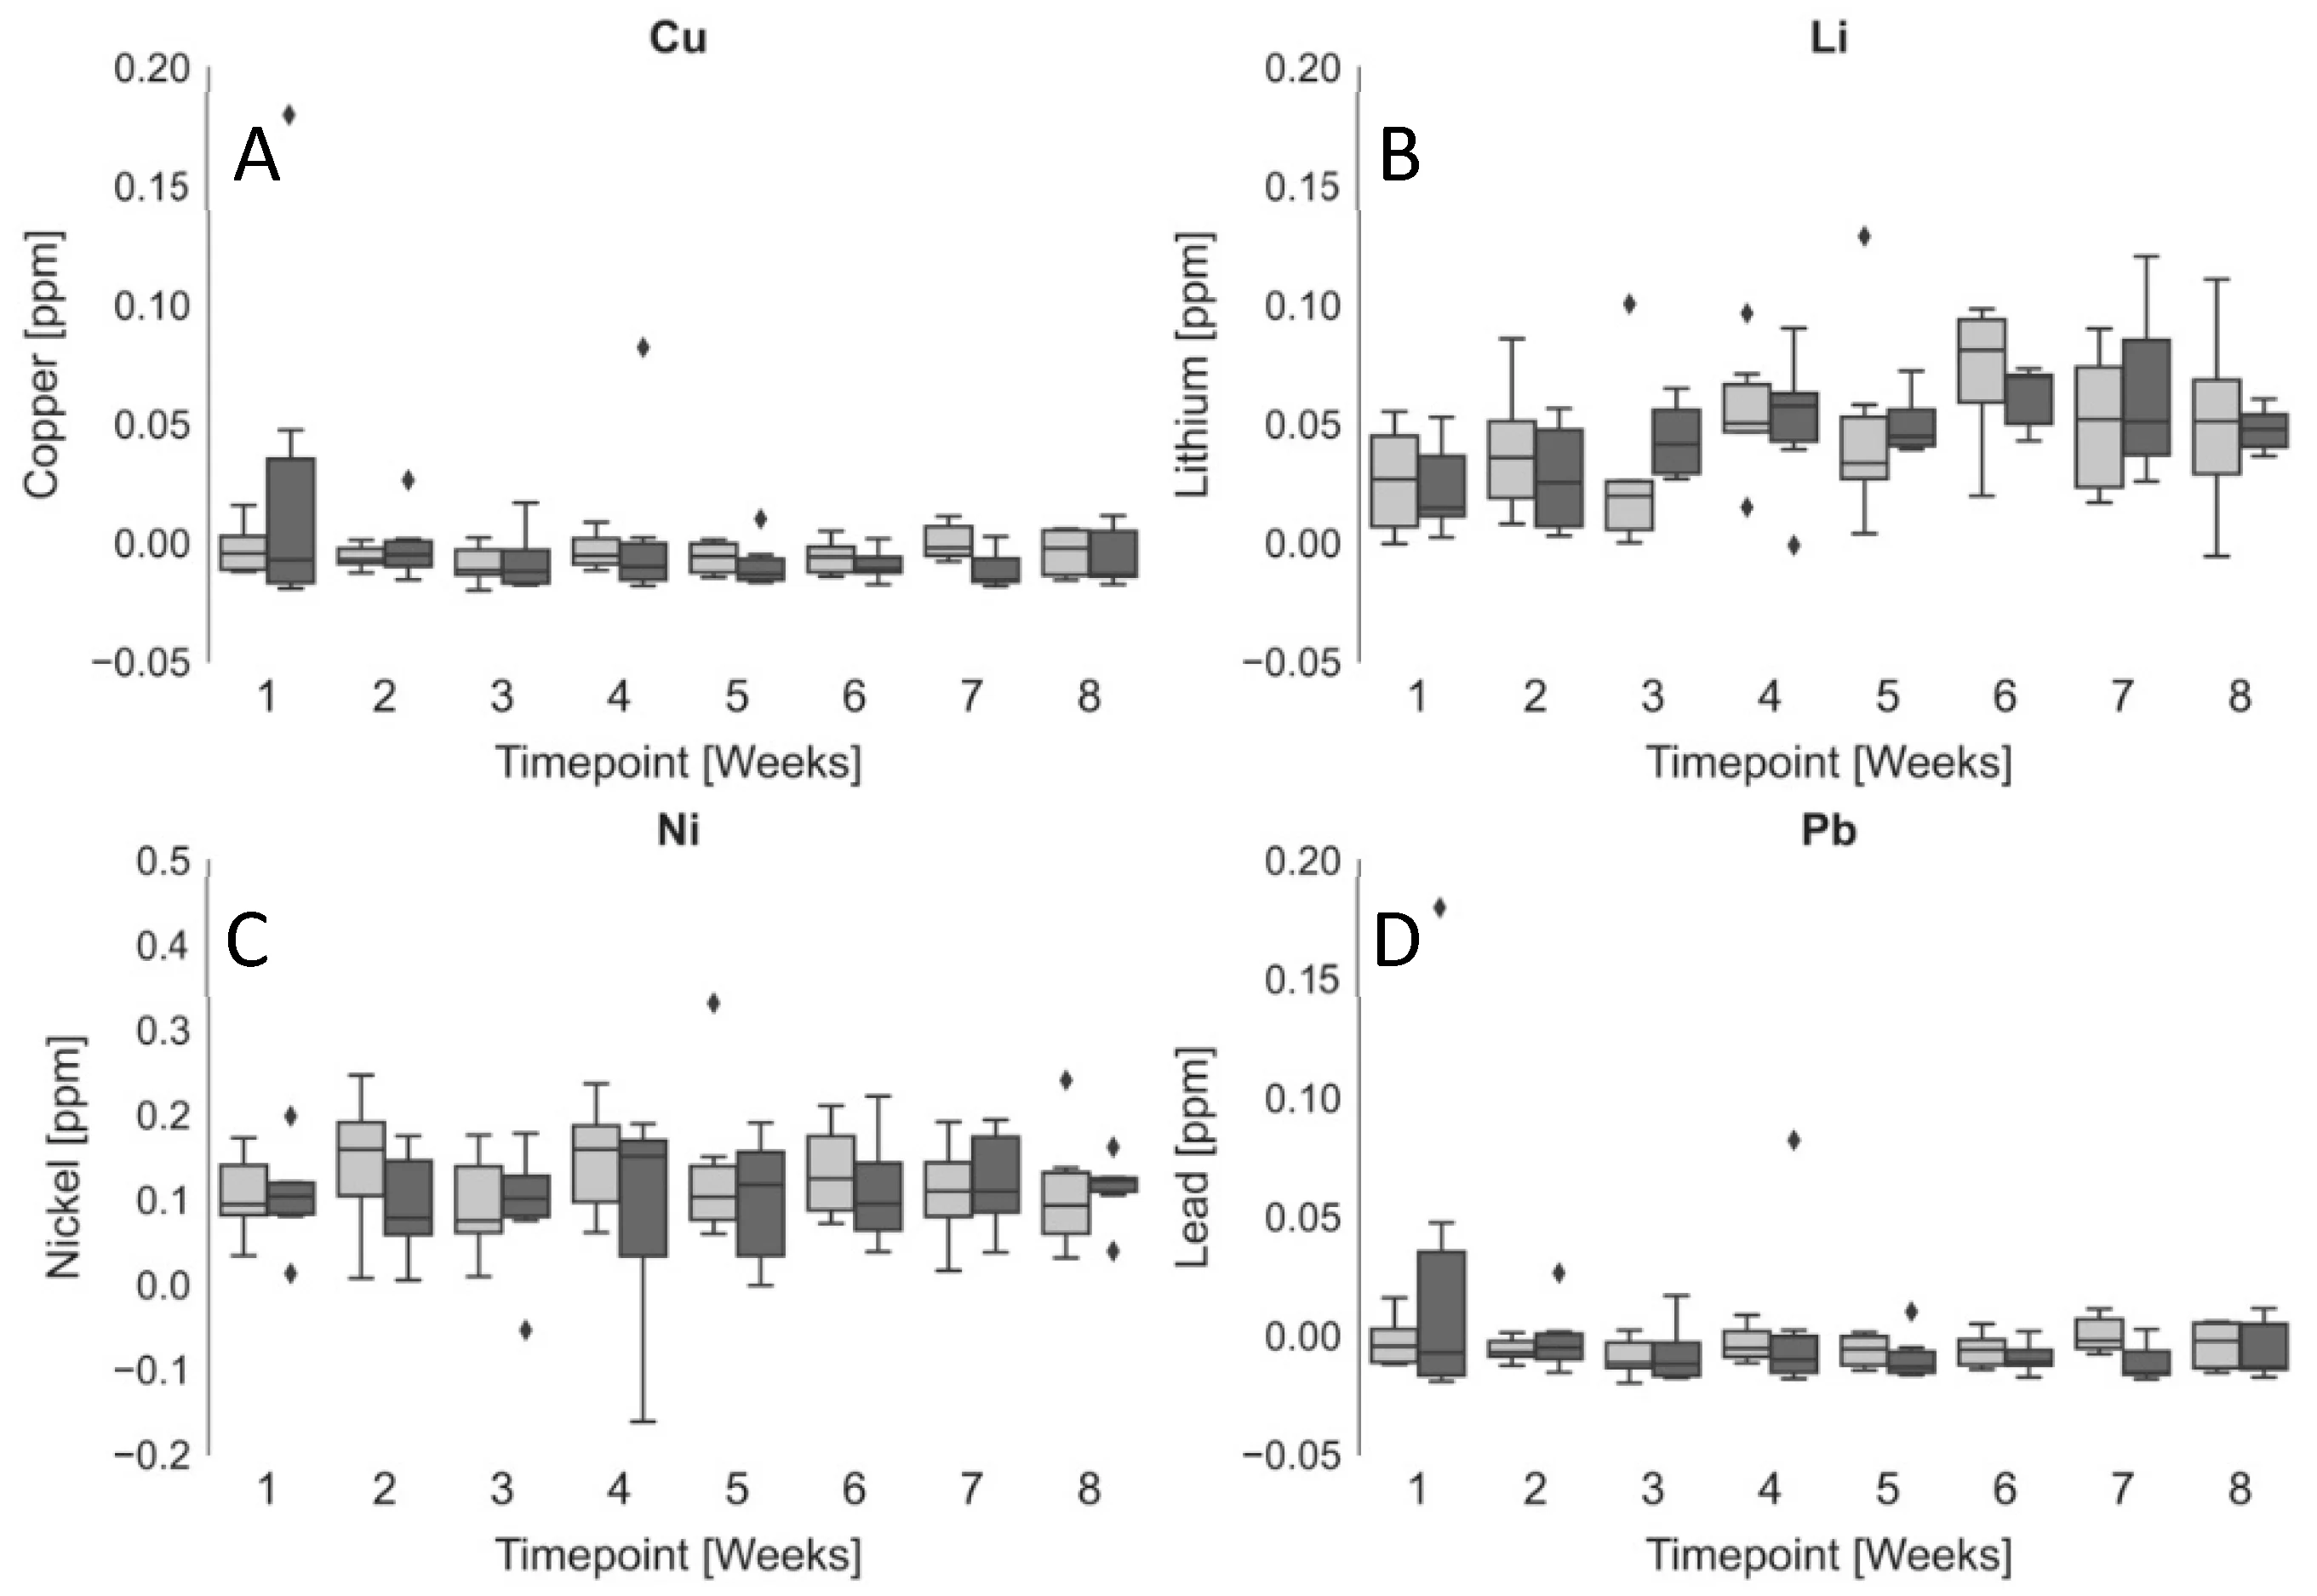 Cu
0.20
0.15
0.10
0.05
0.00
−0.05
Copper [ppm]
A
1 2 3 4 5 6 7 8
Timepoint [Weeks]
Li
0.20
0.15
0.10
0.05
0.00
−0.05
Lithium [ppm]
B
1 2 3 4 5 6 7 8
Timepoint [Weeks]
Ni
0.5
0.4
0.3
0.2
0.1
0.0
−0.1
−0.2
Nickel [ppm]
C
1 2 3 4 5 6 7 8
Timepoint [Weeks]
Pb
0.20
0.15
0.10
0.05
0.00
−0.05
Lead [ppm]
D
1 2 3 4 5 6 7 8
Timepoint [Weeks]